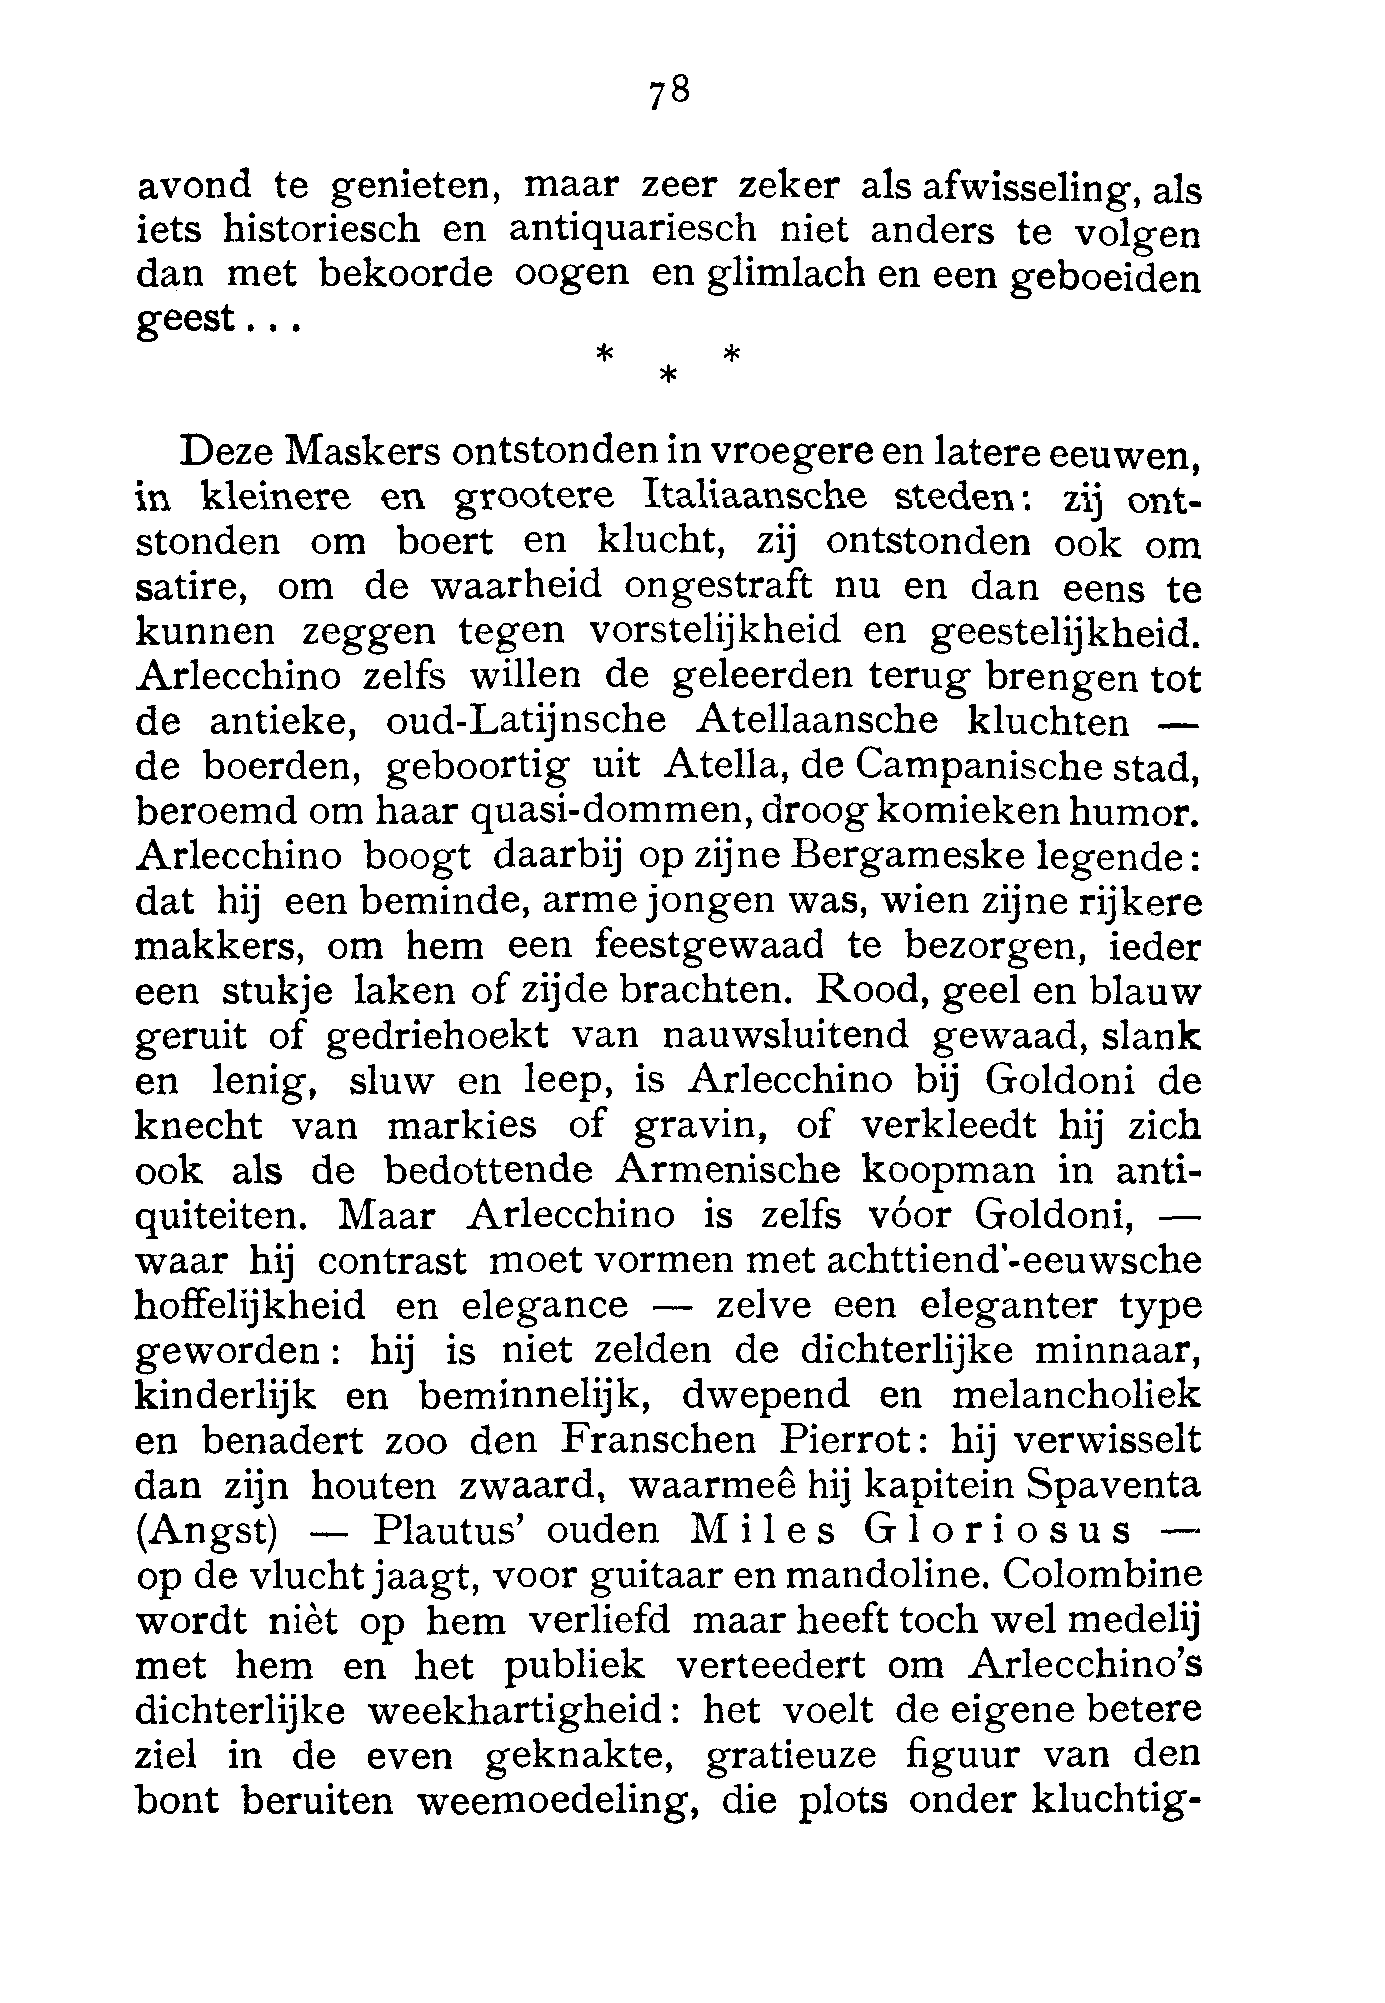 78
avond te genieten, maar zeer zeker als afwisseling, als
iets historiesch en antiquariesch niet anders te volgen
dan met bekoorde oogen en glimlach en een geboeiden
geest...
* *
*
Deze Maskers ontstonden in vroegere en latere eeuwen,
in kleinere en grootere Italiaansche steden: zij ont-
stonden om boert en klucht, zij ontstonden ook om
satire, om de waarheid ongestraft nu en dan eens te
kunnen zeggen tegen vorstelijkheid en geestelijkheid.
Arlecchino zelfs willen de geleerden terug brengen tot
de antieke, oud-Latijnsche Atellaansche kluchten —
de boerden, geboortig uit Atella, de Campanische stad,
beroemd om haar quasi-dommen, droog komieken humor.
Arlecchino boogt daarbij op zijne Bergameske legende:
dat hij een beminde, arme jongen was, wien zijne rijkere
makkers, om hem een feestgewaad te bezorgen, ieder
een stukje laken of zijde brachten. Rood, geel en blauw
geruit of gedriehoekt van nauwsluitend gewaad, slank
en lenig, sluw en leep, is Arlecchino bij Goldoni de
knecht van markies of gravin, of verkleedt hij zich
ook als de bedottende Armenische koopman in anti-
quiteiten. Maar Arlecchino is zelfs vóor Goldoni, —
waar hij contrast moet vormen met achttiend'-eeuwsche
hoffelijkheid en elegance — zelve een eleganter type
geworden: hij is niet zelden de dichterlijke minnaar,
kinderlijk en beminnelijk, dwepend en melancholiek
en benadert zoo den Franschen Pierrot: hij verwisselt
dan zijn houten zwaard, waarmeê hij kapitein Spaventa
(Angst) — Plautus' ouden Miles Gloriosus —
op de vlucht jaagt, voor guitaar en mandoline. Colombine
wordt nièt op hem verliefd maar heeft toch wel medelij
met hem en het publiek verteedert om Arlecchino's
dichterlijke weekhartigheid: het voelt de eigene betere
ziel in de even geknakte, gratieuze figuur van den
bont beruiten weemoedeling, die plots onder kluchtig-